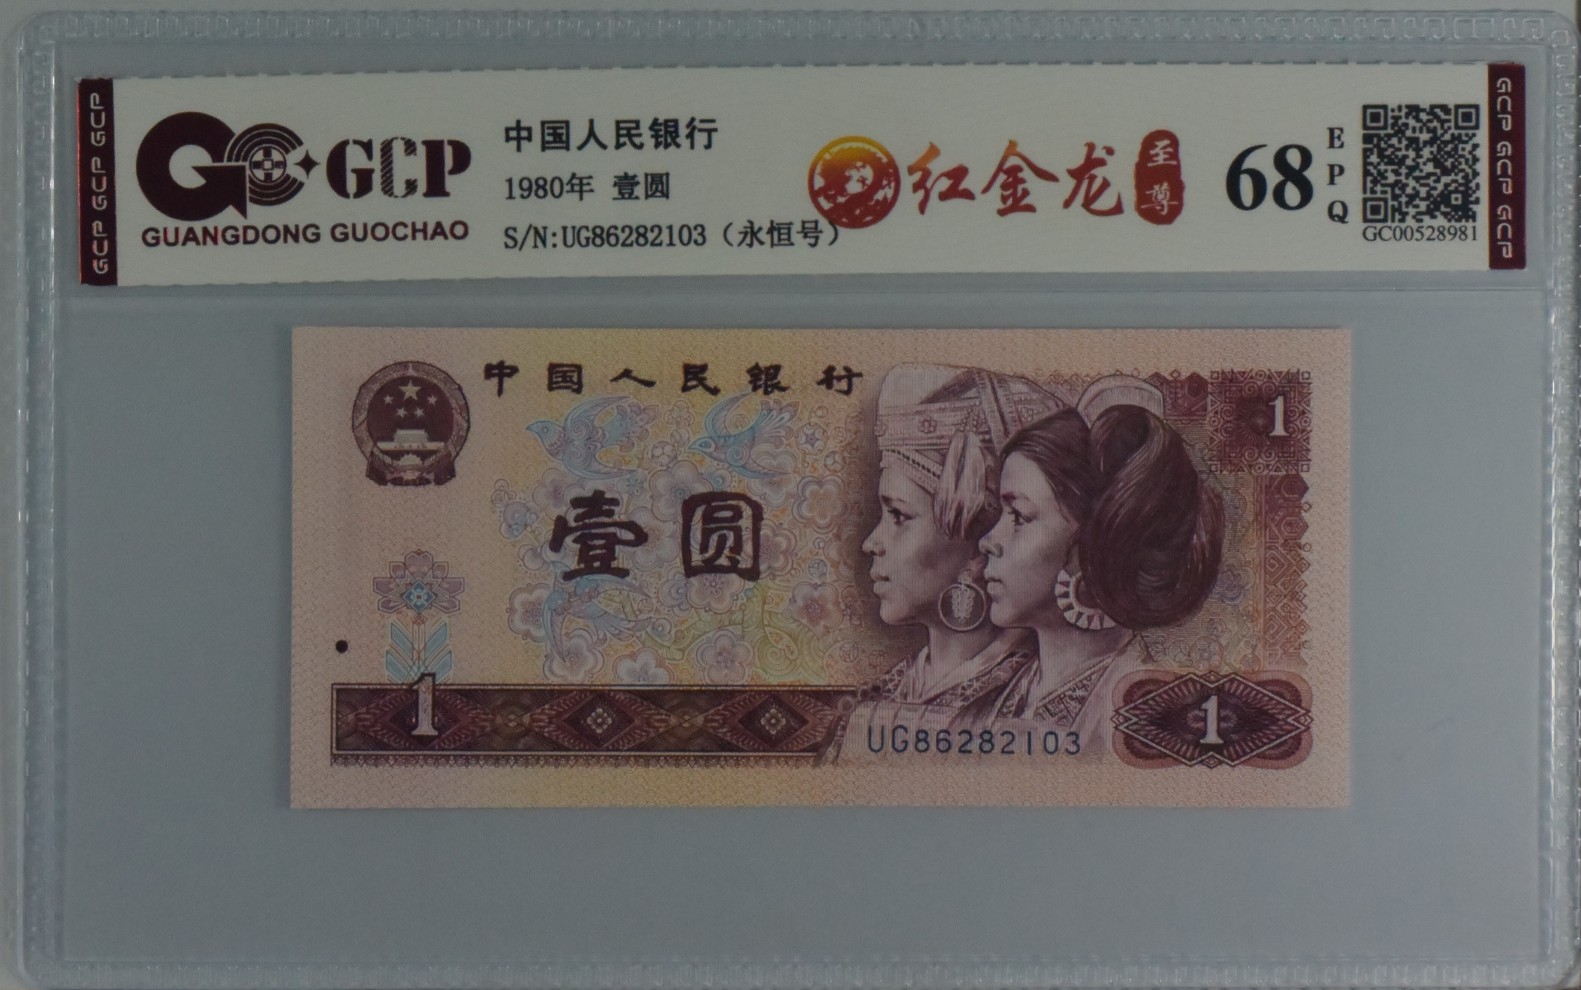 GCP GCP GCP
GCP
GUANGDONG GUOCHAO
中国人民银行
1980年 壹圆
S/N:UG86282103（永恒号）
红金龙
至尊
68
EPQ
GC00528981
GCP GCP GCP
中国人民银行
1
壹圆
1
UG86282103
1